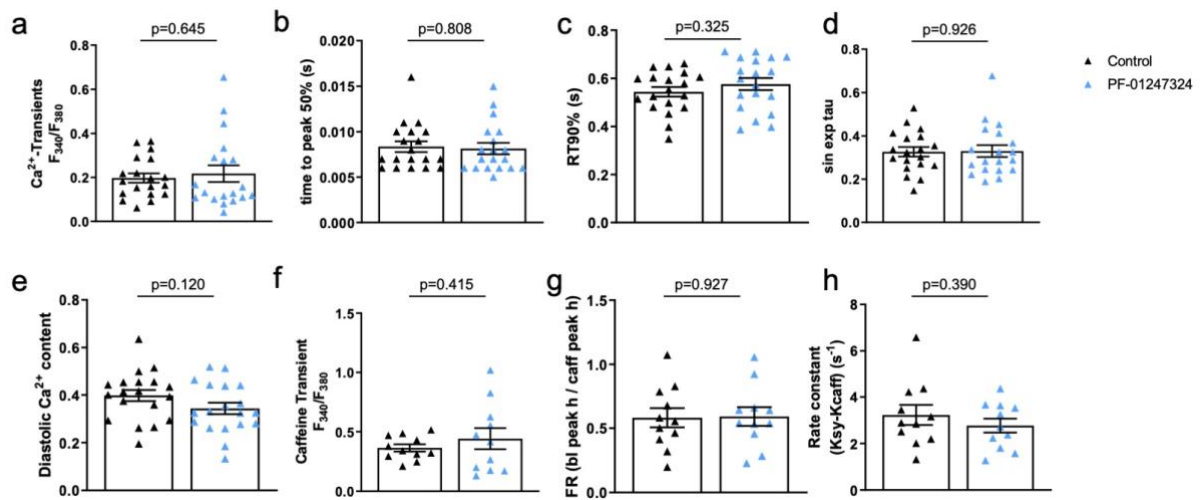 a
p=0.645
Ca2+-Transients
F340/F380
0.8
0.6
0.4
0.2
0.0
b
p=0.808
time to peak 50% (s)
0.020
0.015
0.010
0.005
0.000
c
p=0.325
RT90% (s)
0.8
0.6
0.4
0.2
0.0
d
p=0.926
sin exp tau
0.8
0.6
0.4
0.2
0.0
Control
PF-01247324
e
p=0.120
Diastolic Ca2+ content
0.8
0.6
0.4
0.2
0.0
f
p=0.415
Caffeine Transient
F340/F380
1.5
1.0
0.5
0.0
g
p=0.927
FR (bl peak h / caff peak h)
1.5
1.0
0.5
0.0
h
p=0.390
Rate constant
(Ksy-Kcaff) (s-1)
8
6
4
2
0